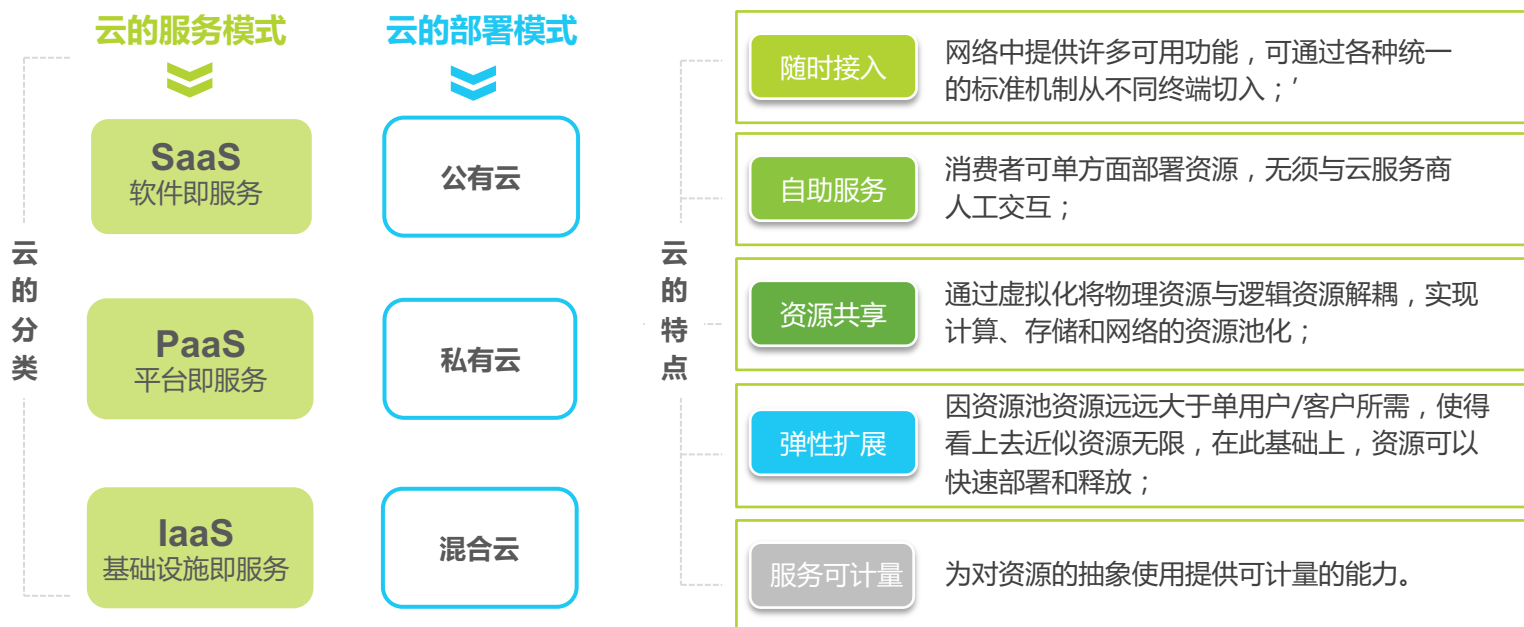 云的服务模式
云的部署模式
云的分类
SaaS
软件即服务
公有云
PaaS
平台即服务
私有云
IaaS
基础设施即服务
混合云
云的特点
随时接入
网络中提供许多可用功能，可通过各种统一
的标准机制从不同终端切入；’
自助服务
消费者可单方面部署资源，无须与云服务商
人工交互；
资源共享
通过虚拟化将物理资源与逻辑资源解耦，实现
计算、存储和网络的资源池化；
弹性扩展
因资源池资源远远大于单用户/客户所需，使得
看上去近似资源无限，在此基础上，资源可以
快速部署和释放；
服务可计量
为对资源的抽象使用提供可计量的能力。